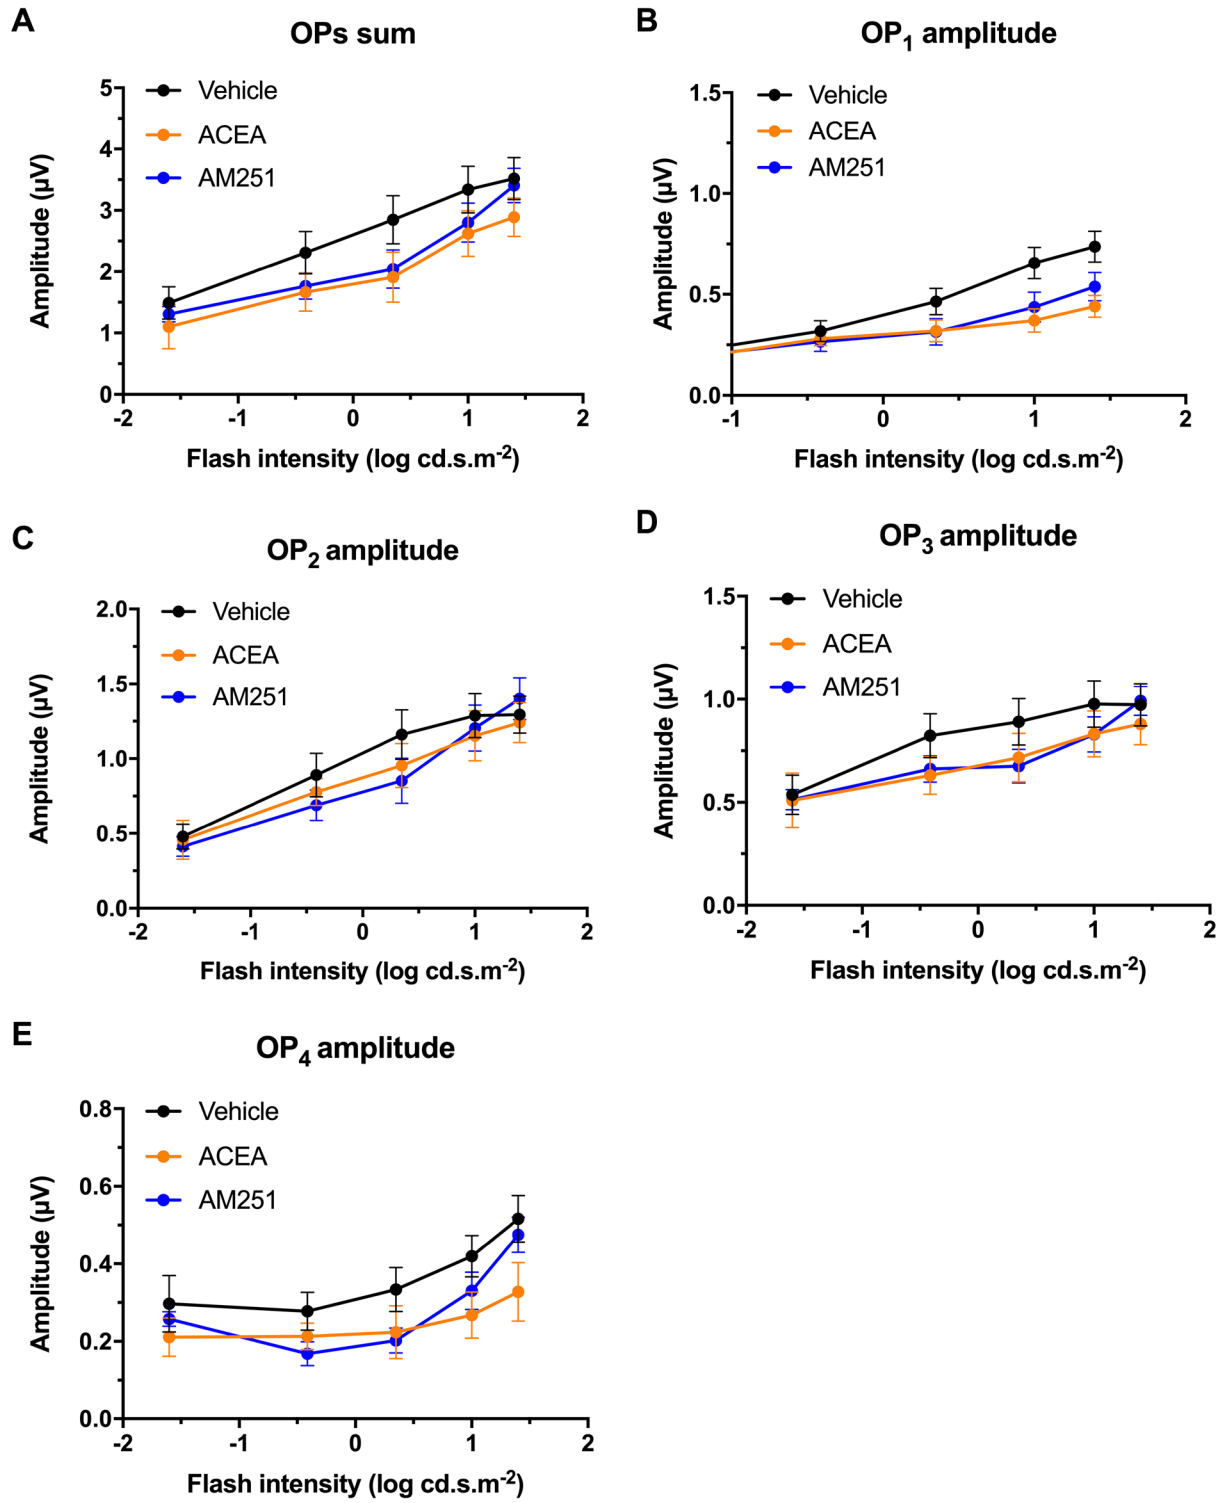 A
OPs sum
Vehicle
ACEA
AM251
5
4
3
2
1
0
-2
-1
0
1
2
Amplitude (µV)
Flash intensity (log cd.s.m-2)
B
OP1 amplitude
Vehicle
ACEA
AM251
1.5
1.0
0.5
0.0
-1
0
1
2
Amplitude (µV)
Flash intensity (log cd.s.m-2)
C
OP2 amplitude
Vehicle
ACEA
AM251
2.0
1.5
1.0
0.5
0.0
-2
-1
0
1
2
Amplitude (µV)
Flash intensity (log cd.s.m-2)
D
OP3 amplitude
Vehicle
ACEA
AM251
1.5
1.0
0.5
0.0
-2
-1
0
1
2
Amplitude (µV)
Flash intensity (log cd.s.m-2)
E
OP4 amplitude
Vehicle
ACEA
AM251
0.8
0.6
0.4
0.2
0.0
-2
-1
0
1
2
Amplitude (µV)
Flash intensity (log cd.s.m-2)